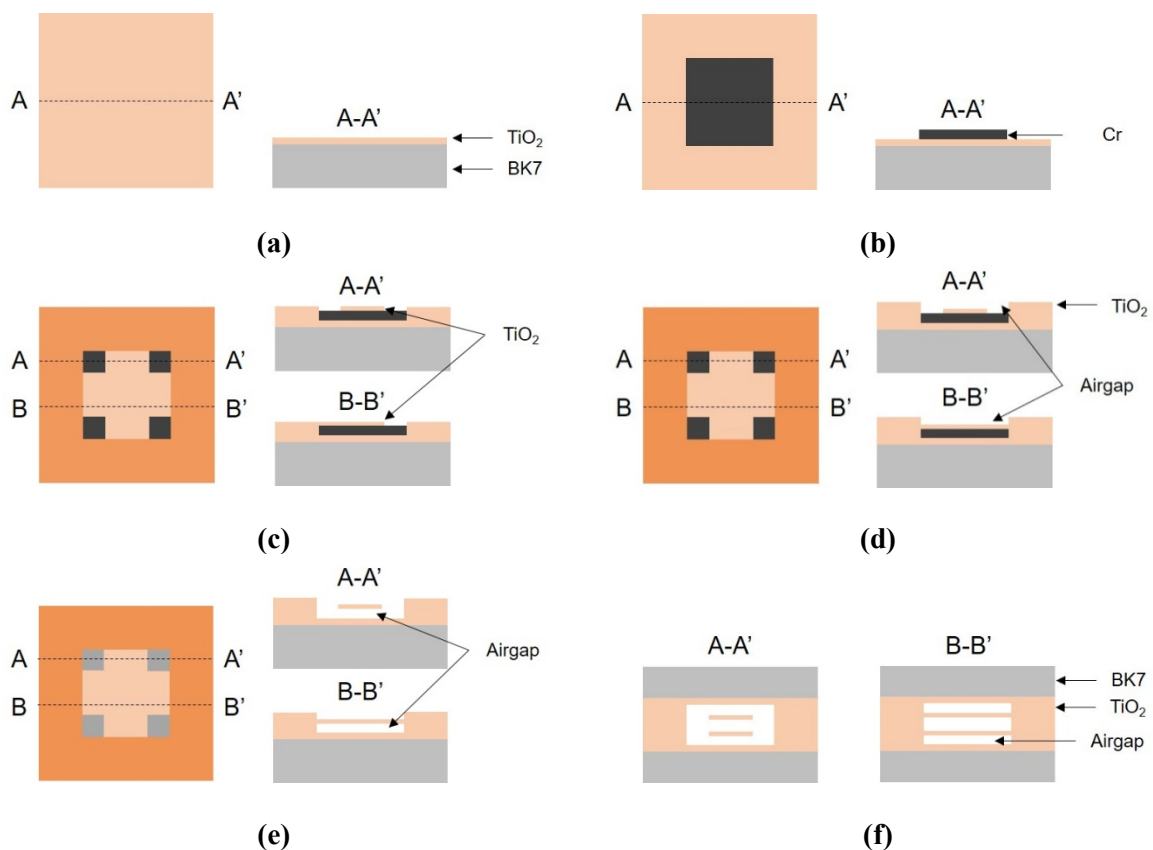 A A'
A-A'
TiO₂
BK7
(a)
A A'
A-A'
Cr
(b)
A A'
B B'
A-A'
TiO₂
B-B'
(c)
A A'
B B'
A-A'
TiO₂
Airgap
B-B'
(d)
A A'
B B'
A-A'
Airgap
B-B'
(e)
A-A'
B-B'
BK7
TiO₂
Airgap
(f)